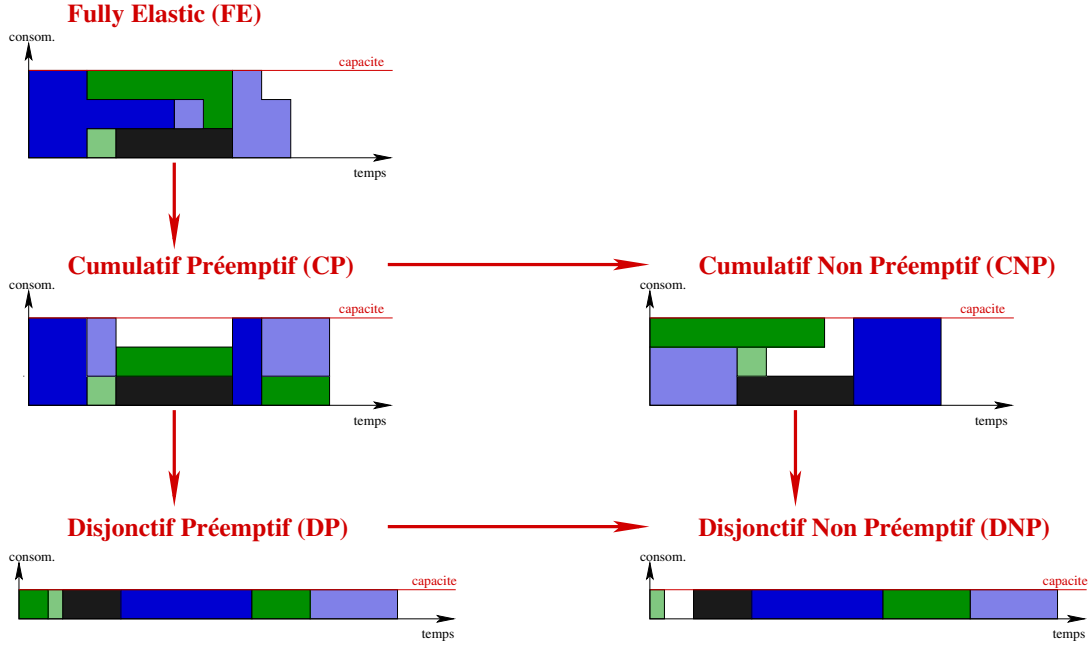 Fully Elastic (FE)
consom.
capacite
temps
Cumulatif Préemptif (CP)
Cumulatif Non Préemptif (CNP)
consom.
capacite
consom.
capacite
temps
temps
Disjonctif Préemptif (DP)
Disjonctif Non Préemptif (DNP)
consom.
capacite
consom.
capacite
temps
temps